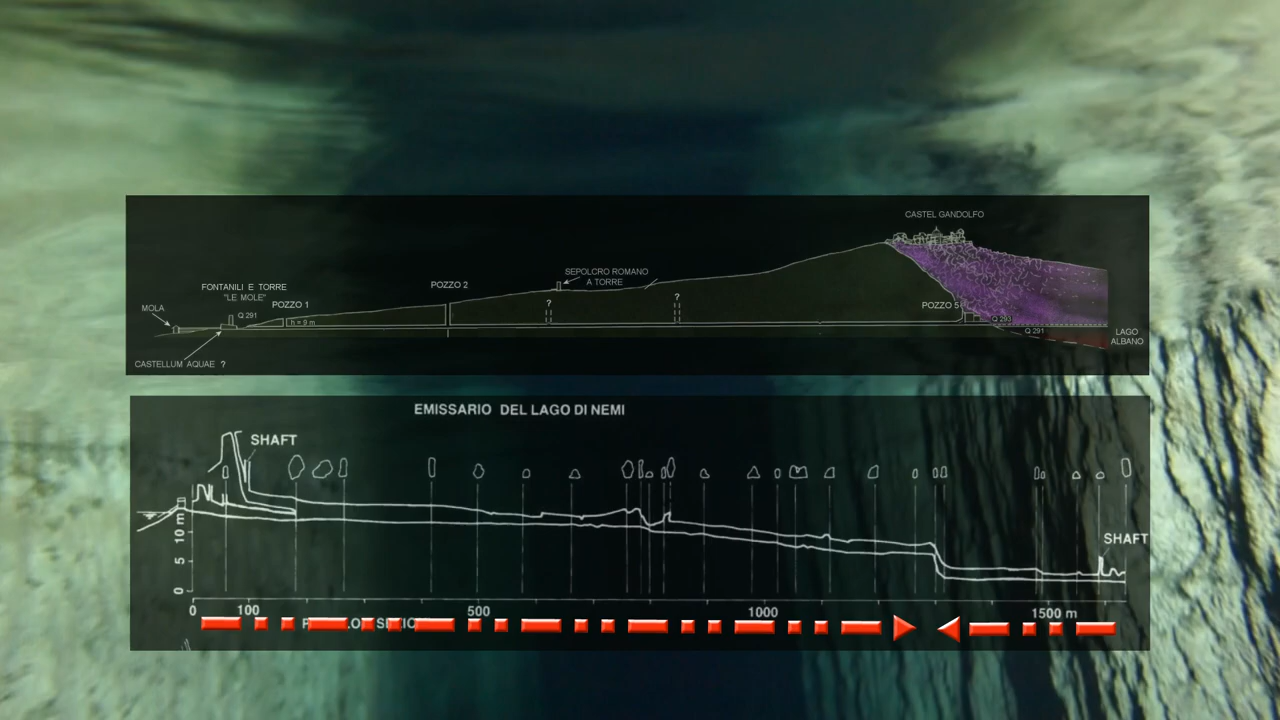 CASTEL GANDOLFO
SEPOLCRO ROMANO
A TORRE
FONTANILI E TORRE
"LE MOLE"
POZZO 2
MOLA
POZZO 1
Q 291
h = 9 m
?
?
POZZO 5
Q 293
Q 291
LAGO
ALBANO
CASTELLUM AQUAE ?
EMISSARIO DEL LAGO DI NEMI
SHAFT
SHAFT
10 m
5
0
0 100 500 1000 1500 m